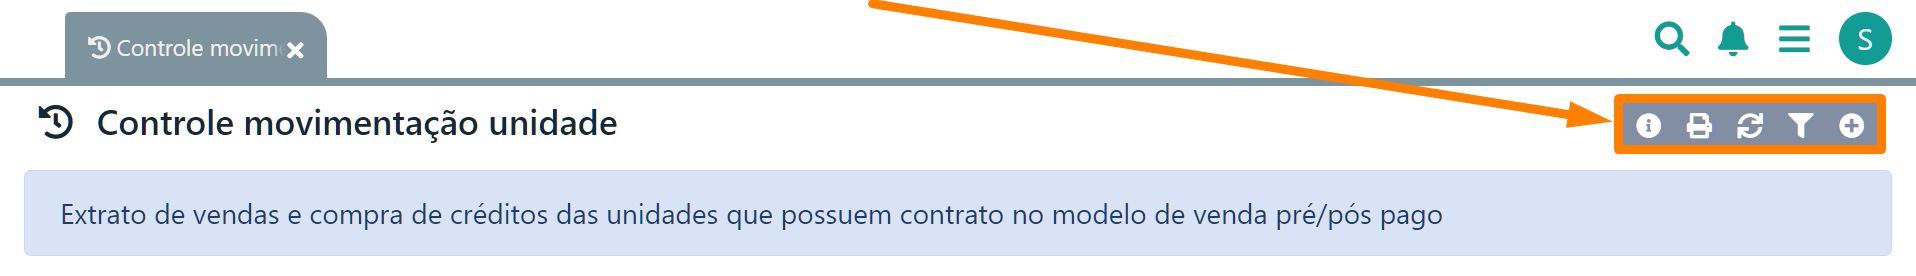 Controle movim
S
Controle movimentação unidade
Extrato de vendas e compra de créditos das unidades que possuem contrato no modelo de venda pré/pós pago